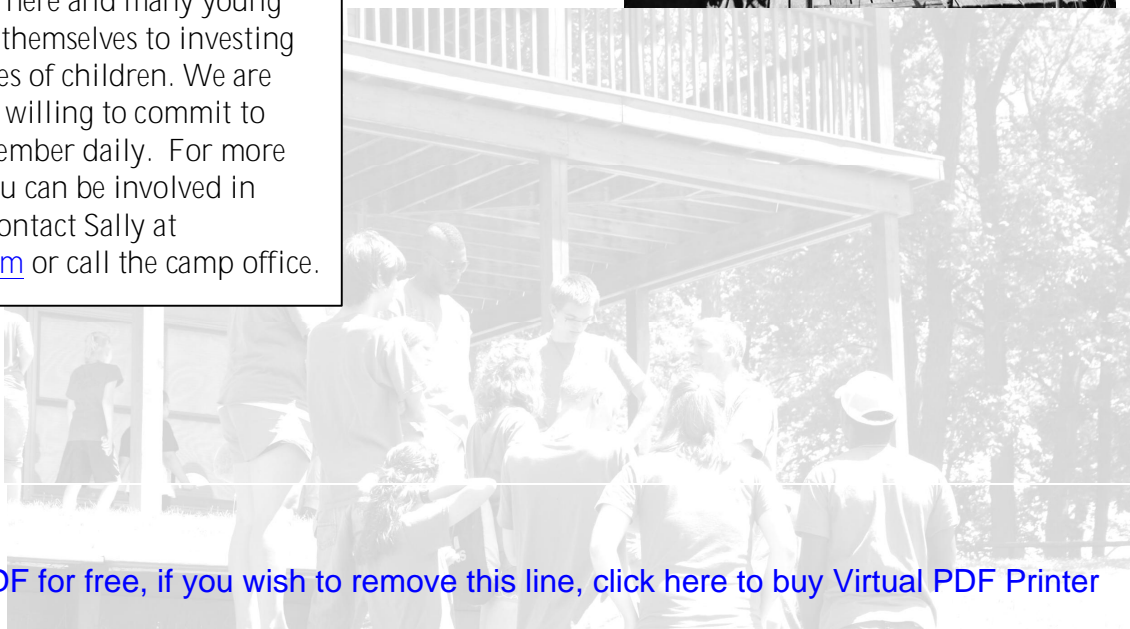 here and many young
themselves to investing
es of children. We are
willing to commit to
ember daily. For more
u can be involved in
ontact Sally at
m or call the camp office.
DF for free, if you wish to remove this line, click here to buy Virtual PDF Printer